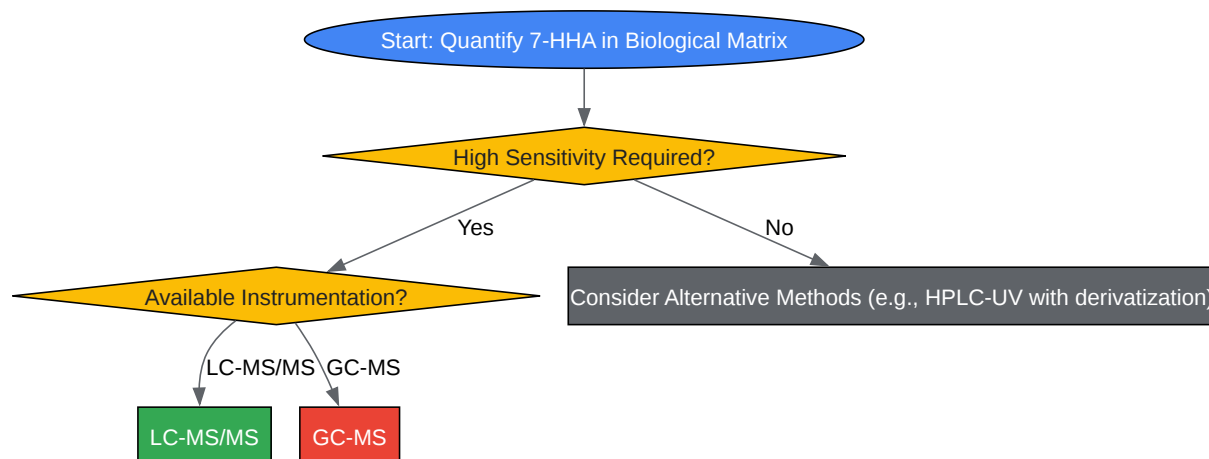 Start: Quantify 7-HHA in Biological Matrix
High Sensitivity Required?
Yes
No
Available Instrumentation?
Consider Alternative Methods (e.g., HPLC-UV with derivatization)
LC-MS/MS
GC-MS
LC-MS/MS
GC-MS